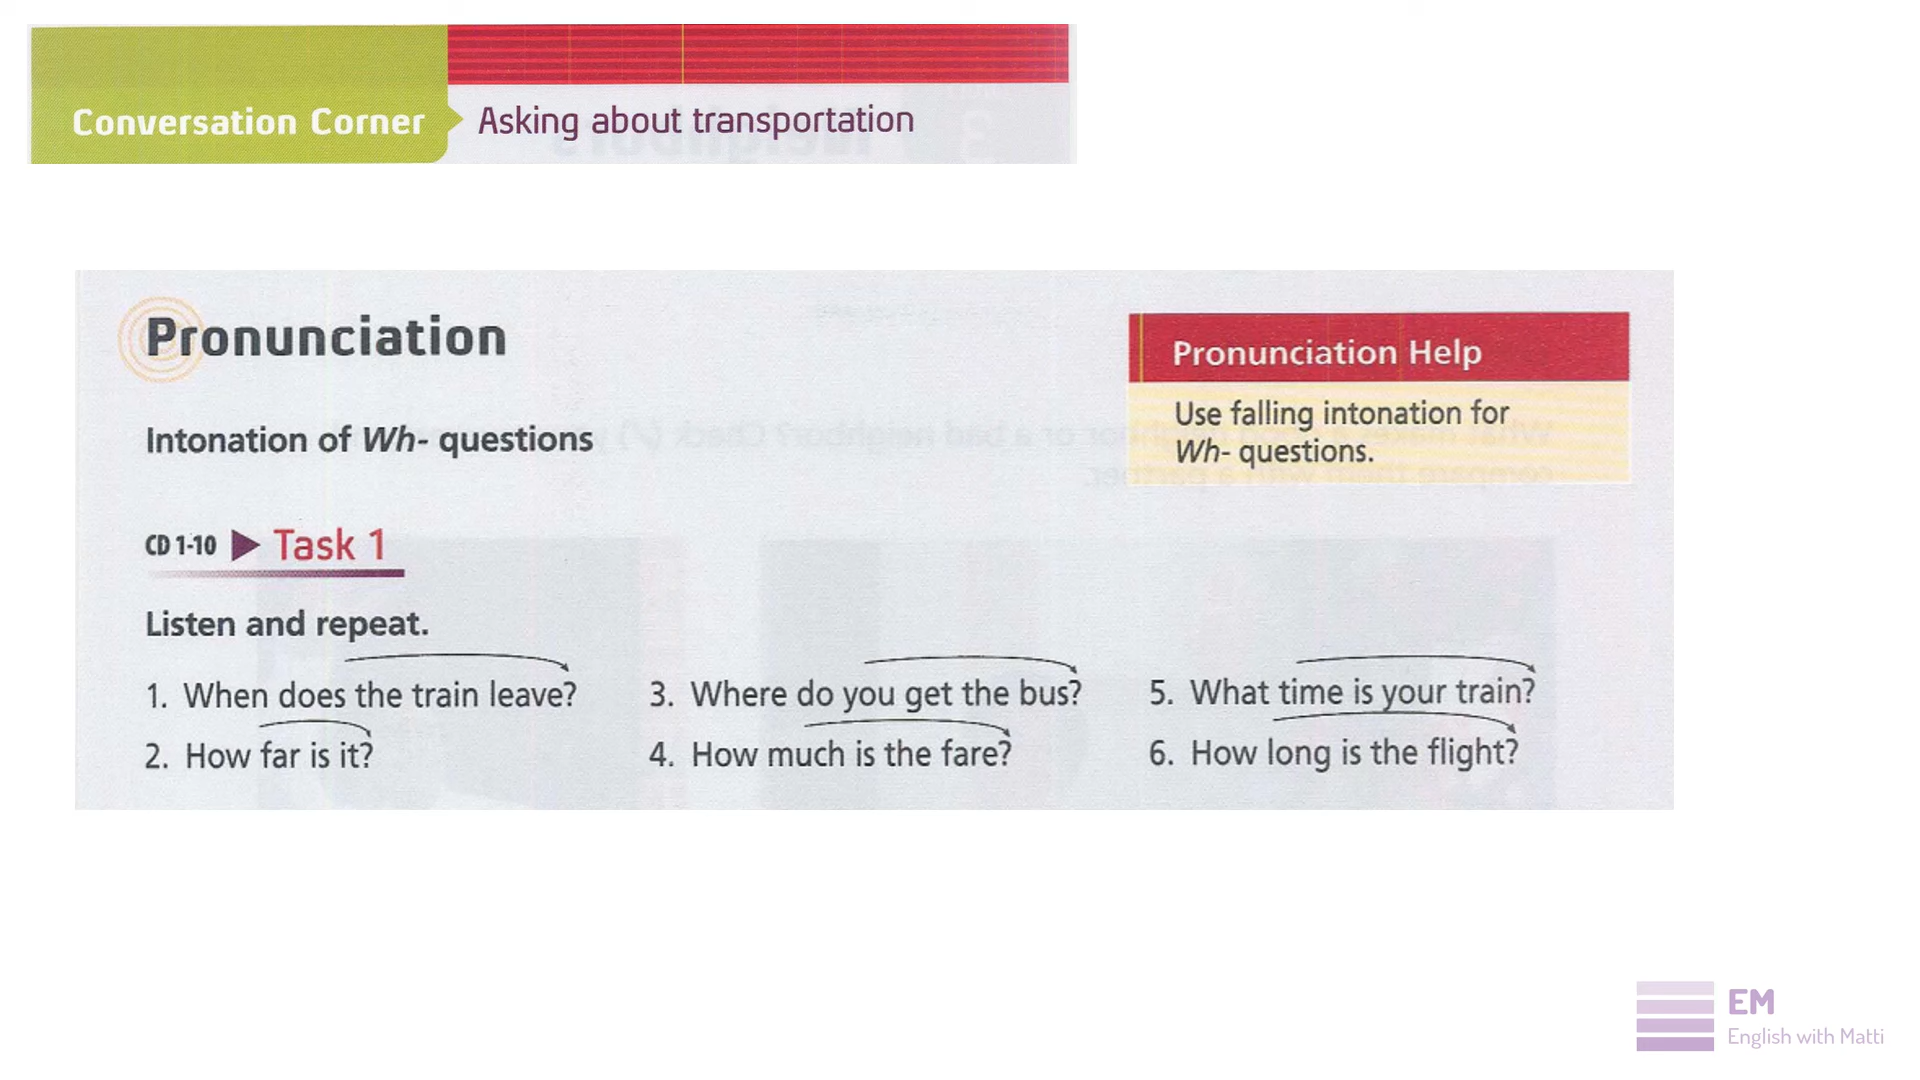 Conversation Corner Asking about transportation
Pronunciation
Intonation of Wh- questions
Pronunciation Help
Use falling intonation for
Wh- questions.
CD 1-10 ▶ Task 1
Listen and repeat.
1. When does the train leave?
2. How far is it?
3. Where do you get the bus?
4. How much is the fare?
5. What time is your train?
6. How long is the flight?
EM
English with Matti